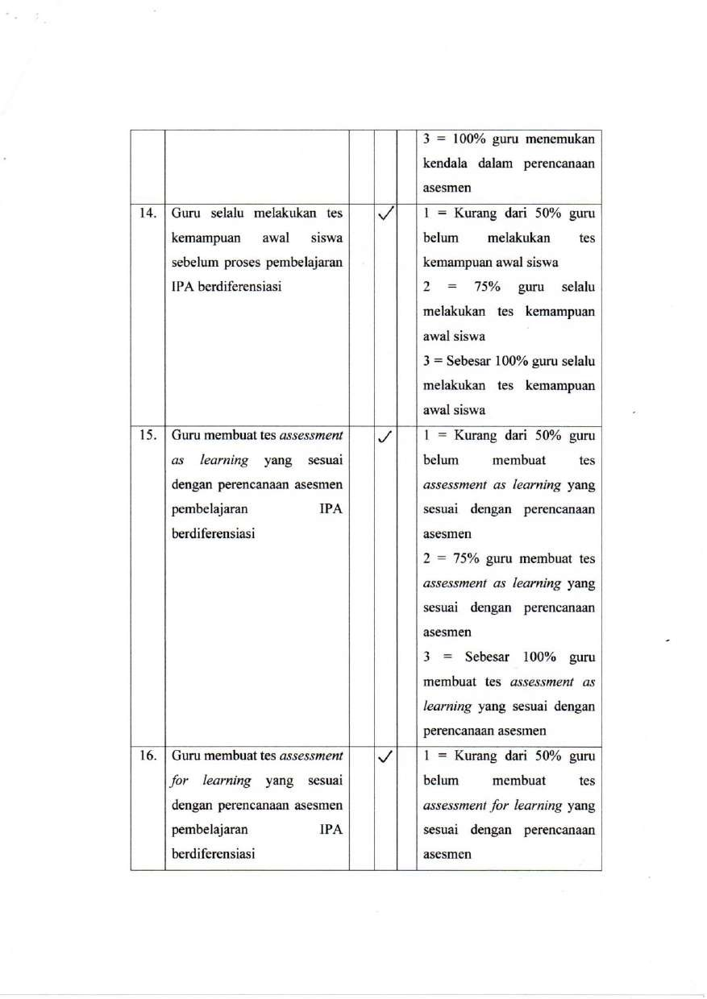 3 = 100% guru menemukan
kendala dalam perencanaan
asesmen
14. Guru selalu melakukan tes
kemampuan awal siswa
sebelum proses pembelajaran
IPA berdiferensiasi
✓
1 = Kurang dari 50% guru
belum melakukan tes
kemampuan awal siswa
2 = 75% guru selalu
melakukan tes kemampuan
awal siswa
3 = Sebesar 100% guru selalu
melakukan tes kemampuan
awal siswa
15. Guru membuat tes assessment
as learning yang sesuai
dengan perencanaan asesmen
pembelajaran IPA
berdiferensiasi
✓
1 = Kurang dari 50% guru
belum membuat tes
assessment as learning yang
sesuai dengan perencanaan
asesmen
2 = 75% guru membuat tes
assessment as learning yang
sesuai dengan perencanaan
asesmen
3 = Sebesar 100% guru
membuat tes assessment as
learning yang sesuai dengan
perencanaan asesmen
16. Guru membuat tes assessment
for learning yang sesuai
dengan perencanaan asesmen
pembelajaran IPA
berdiferensiasi
✓
1 = Kurang dari 50% guru
belum membuat tes
assessment for learning yang
sesuai dengan perencanaan
asesmen